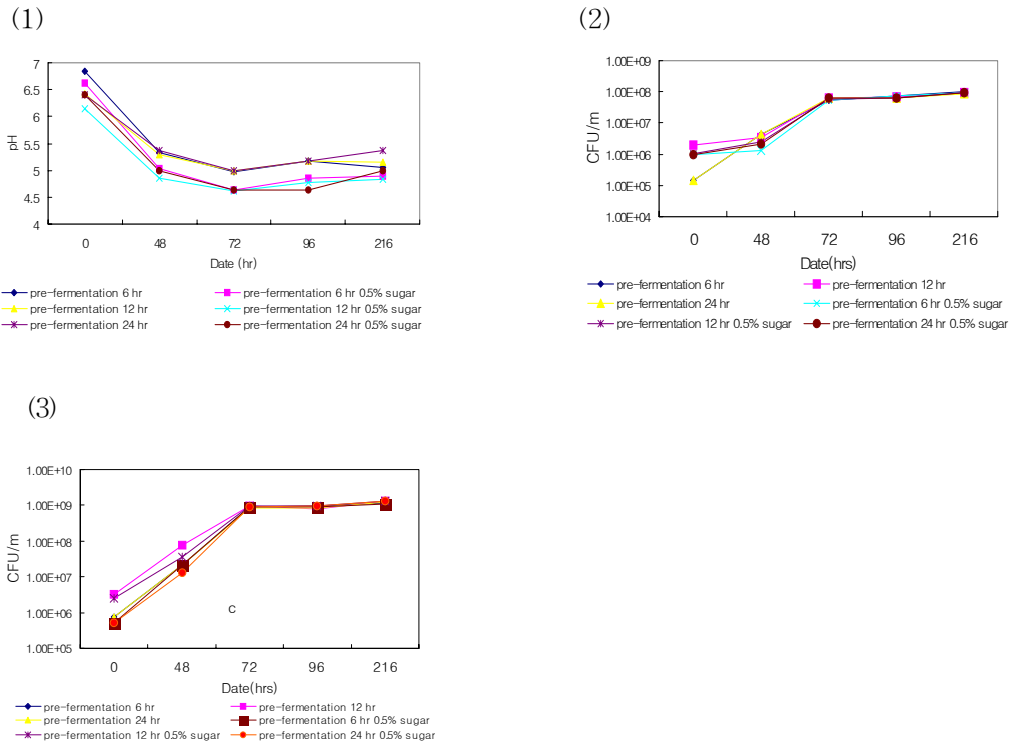 (1)
7
6.5
6
5.5
5
4.5
4
pH
0 48 72 96 216
Date (hr)
pre-fermentation 6 hr pre-fermentation 6 hr 0.5% sugar
pre-fermentation 12 hr pre-fermentation 12 hr 0.5% sugar
pre-fermentation 24 hr pre-fermentation 24 hr 0.5% sugar
(2)
1.00E+09
1.00E+08
1.00E+07
1.00E+06
1.00E+05
1.00E+04
CFU/m
0 48 72 96 216
Date(hrs)
pre-fermentation 6 hr pre-fermentation 12 hr
pre-fermentation 24 hr pre-fermentation 6 hr 0.5% sugar
pre-fermentation 12 hr 0.5% sugar pre-fermentation 24 hr 0.5% sugar
(3)
1.00E+10
1.00E+09
1.00E+08
1.00E+07
1.00E+06
1.00E+05
CFU/m
C
0 48 72 96 216
Date(hrs)
pre-fermentation 6 hr pre-fermentation 12 hr
pre-fermentation 24 hr pre-fermentation 6 hr 0.5% sugar
pre-fermentation 12 hr 0.5% sugar pre-fermentation 24 hr 0.5% sugar